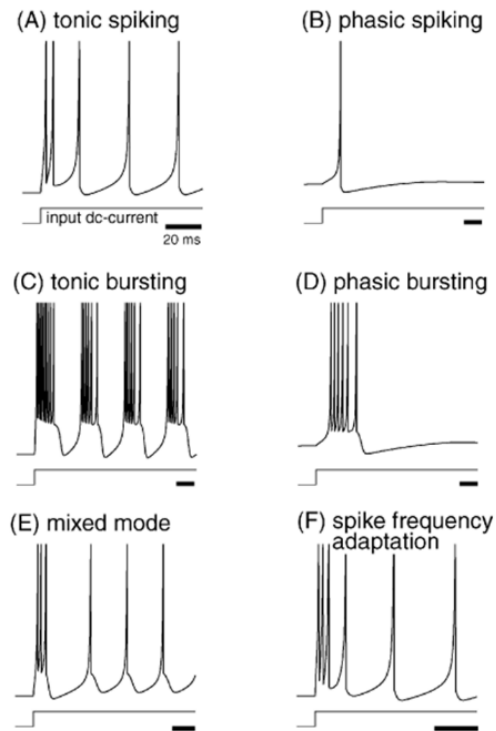 (A) tonic spiking
(B) phasic spiking
input dc-current
20 ms
(C) tonic bursting
(D) phasic bursting
(E) mixed mode
(F) spike frequency
adaptation